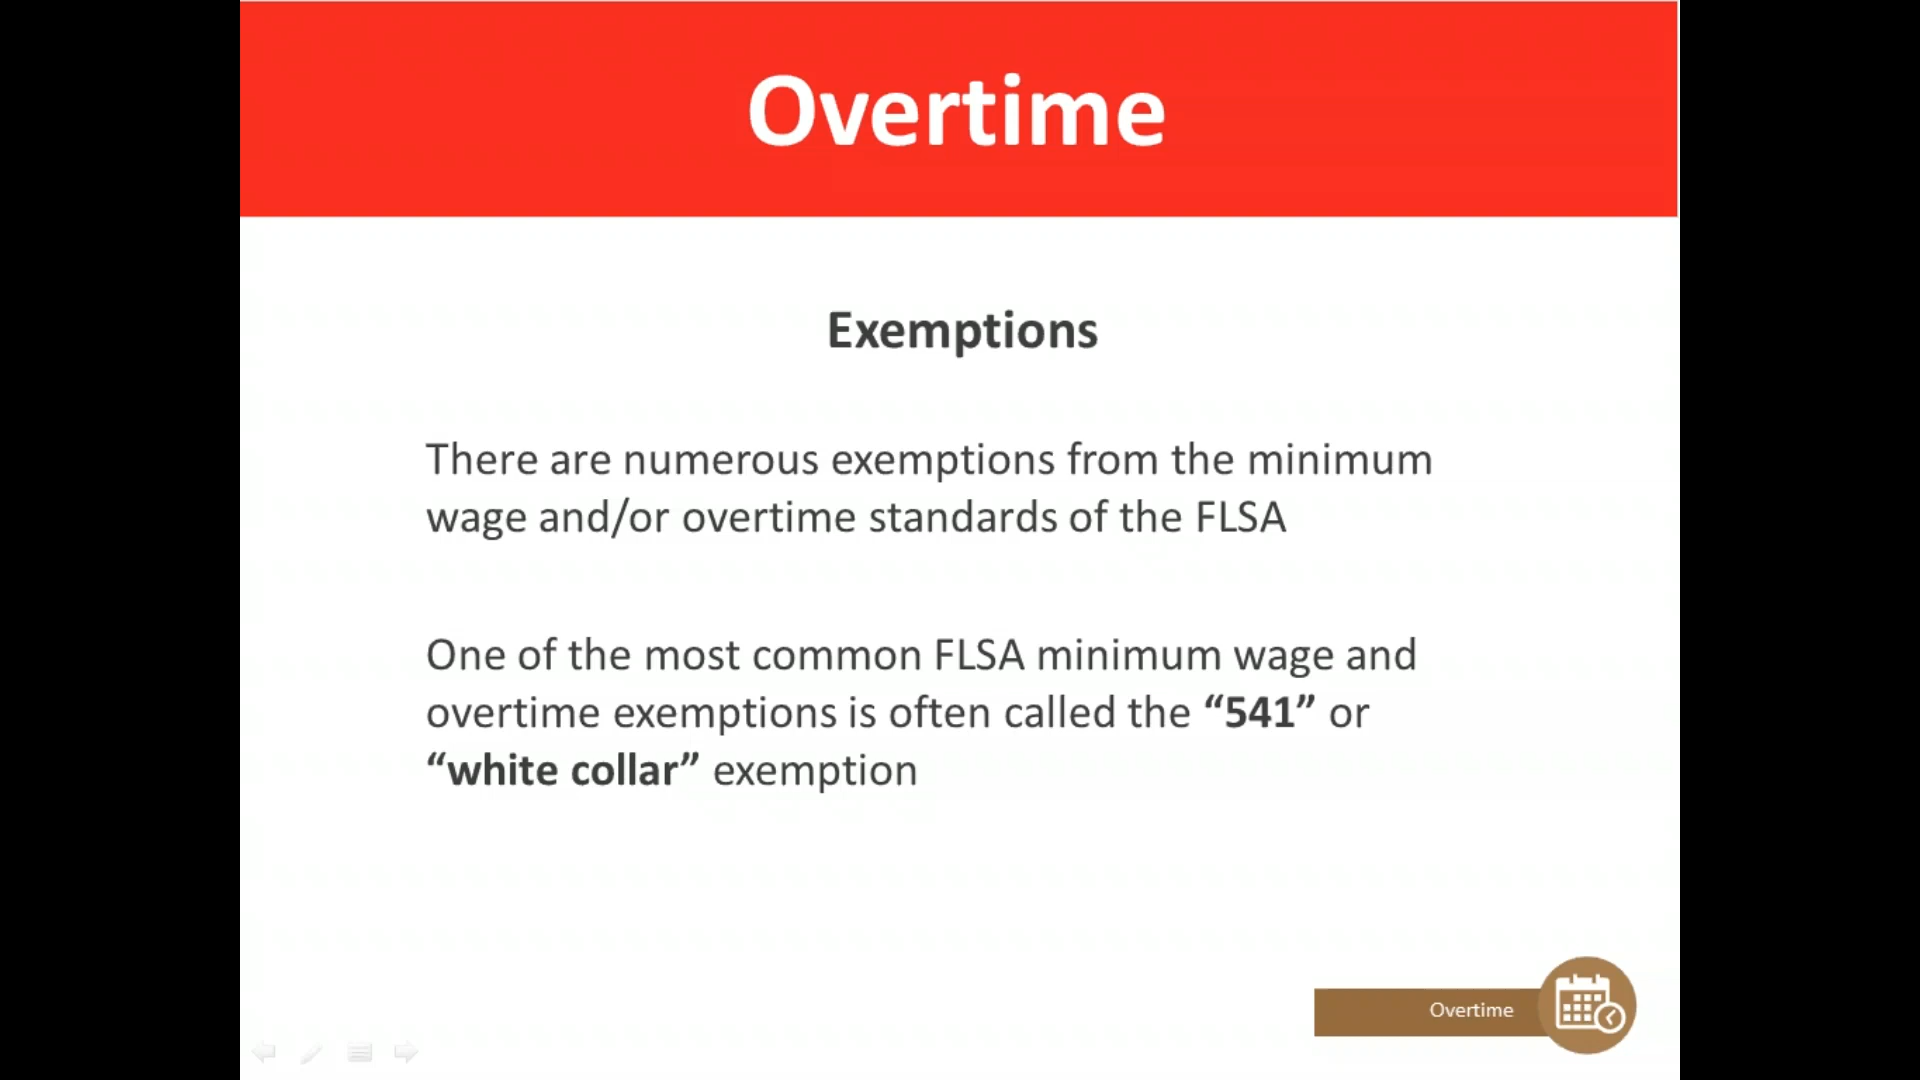 Overtime
Exemptions
There are numerous exemptions from the minimum
wage and/or overtime standards of the FLSA
One of the most common FLSA minimum wage and
overtime exemptions is often called the “541” or
“white collar” exemption
Overtime